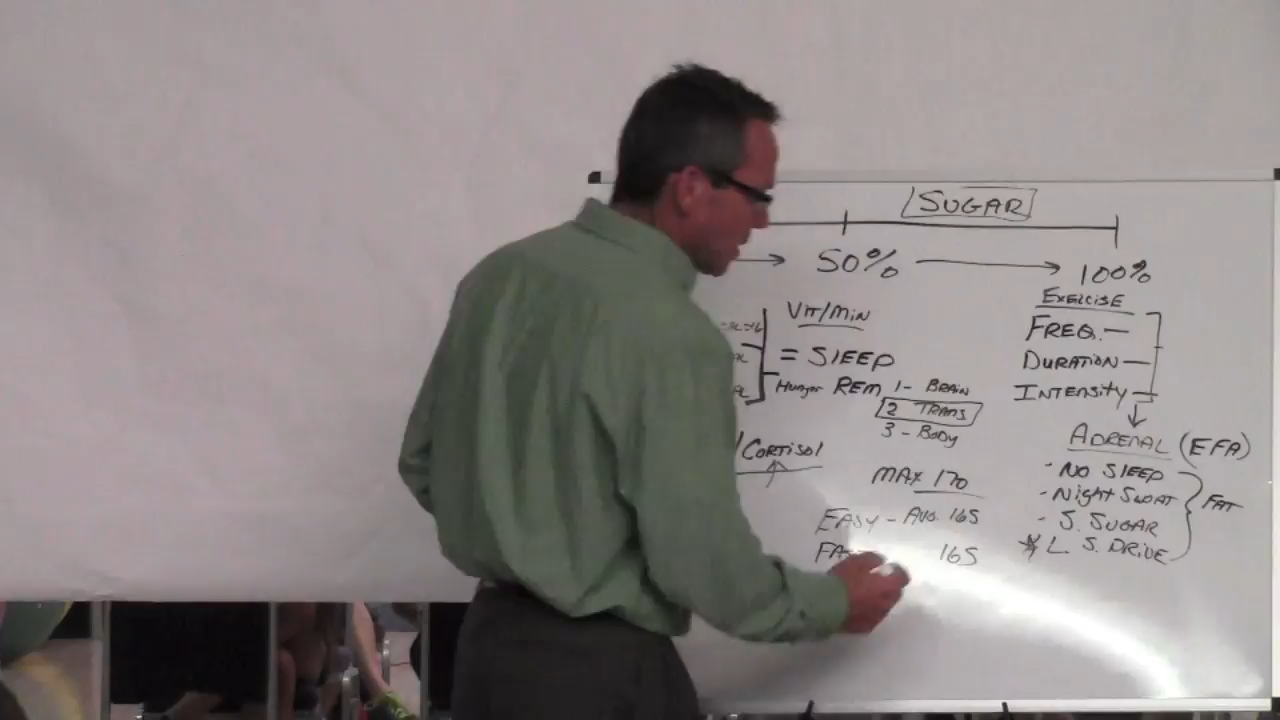 SUGAR
50% → 100%
VIT/MIN
= SLEEP
Hunger REM 1 - BRAIN
2 TRANS
3 - BODY
CORTISOL
MAX 170
EASY - AVG. 165
165
EXERCISE
FREQ. —
DURATION —
INTENSITY —
ADRENAL (EFA)
- NO SLEEP
- Night SWEAT
- S. SUGAR
* L. S. DRIVE
FAT